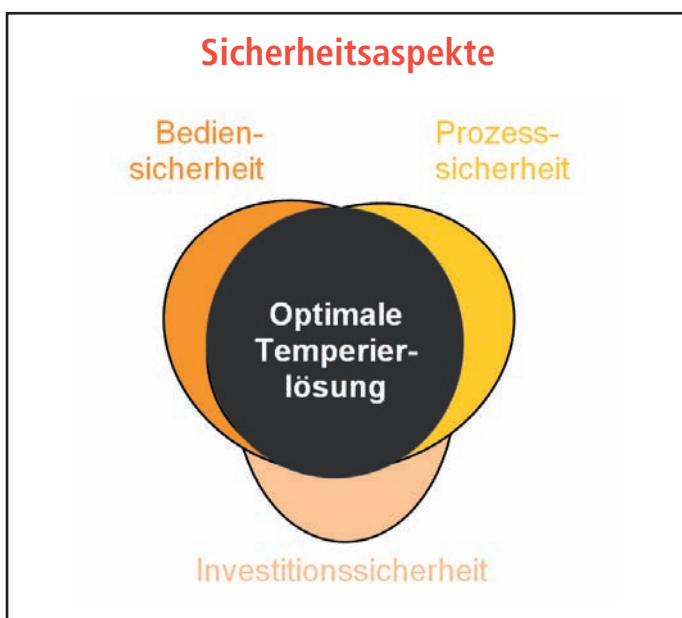 Sicherheitsaspekte
Bedien-
sicherheit
Prozess-
sicherheit
Optimale
Temperier-
lösung
Investitionssicherheit